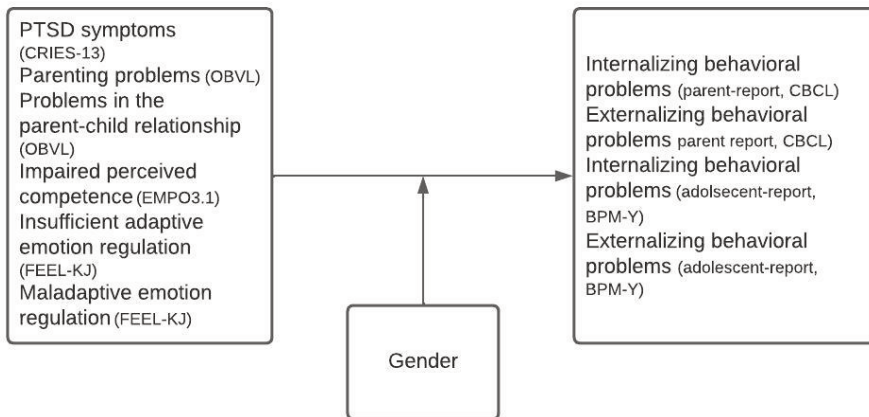 PTSD symptoms
(CRIES-13)
Parenting problems (OBVL)
Problems in the
parent-child relationship
(OBVL)
Impaired perceived
competence (EMPO3.1)
Insufficient adaptive
emotion regulation
(FEEL-KJ)
Maladaptive emotion
regulation (FEEL-KJ)
Gender
Internalizing behavioral
problems (parent-report, CBCL)
Externalizing behavioral
problems parent report, CBCL)
Internalizing behavioral
problems (adolsecent-report,
BPM-Y)
Externalizing behavioral
problems (adolescent-report,
BPM-Y)